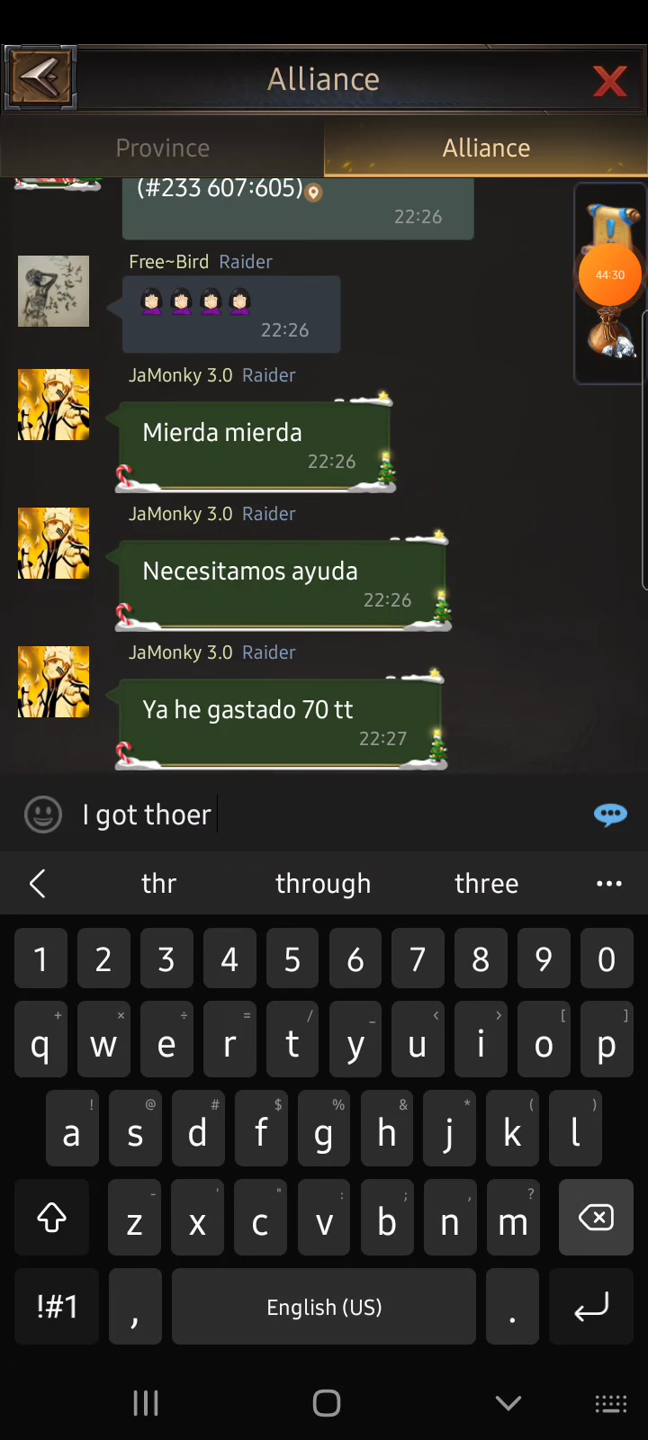 Alliance
Province
Alliance
(#233 607:605)
22:26
44:30
Free~Bird Raider
22:26
JaMonky 3.0 Raider
Mierda mierda
22:26
JaMonky 3.0 Raider
Necesitamos ayuda
22:26
JaMonky 3.0 Raider
Ya he gastado 70 tt
22:27
I got thoer
thr through three
1 2 3 4 5 6 7 8 9 0
+ × ÷ = / _ < > [ ]
q w e r t y u i o p
! @ # $ % & * ( )
a s d f g h j k l
- ' " : ; , ?
z x c v b n m
!#1 , English (US) .